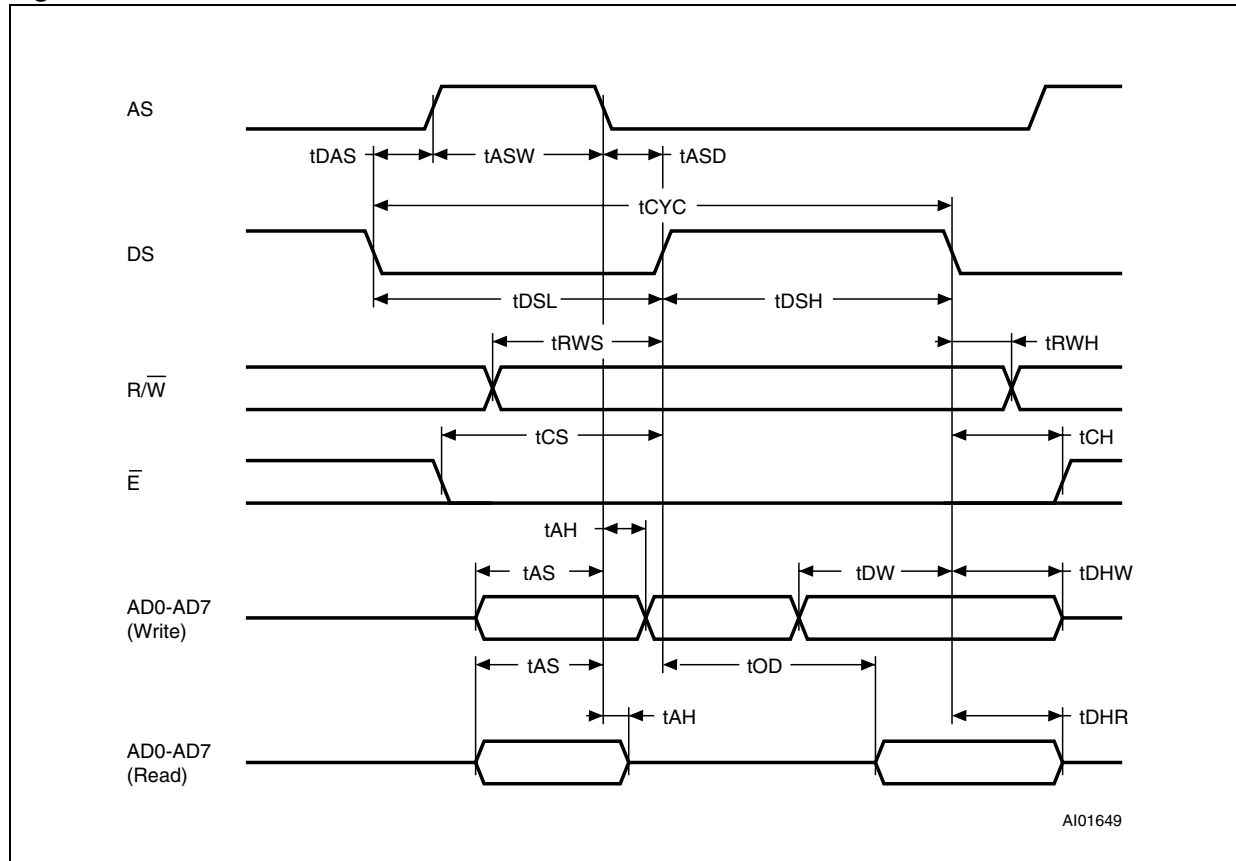 AS
tDAS
tASW
tASD
tCYC
DS
tDSL
tDSH
tRWS
tRWH
R/W̅
tCS
tCH
E̅
tAH
tAS
tDW
tDHW
AD0-AD7
(Write)
tAS
tOD
tAH
tDHR
AD0-AD7
(Read)
AI01649